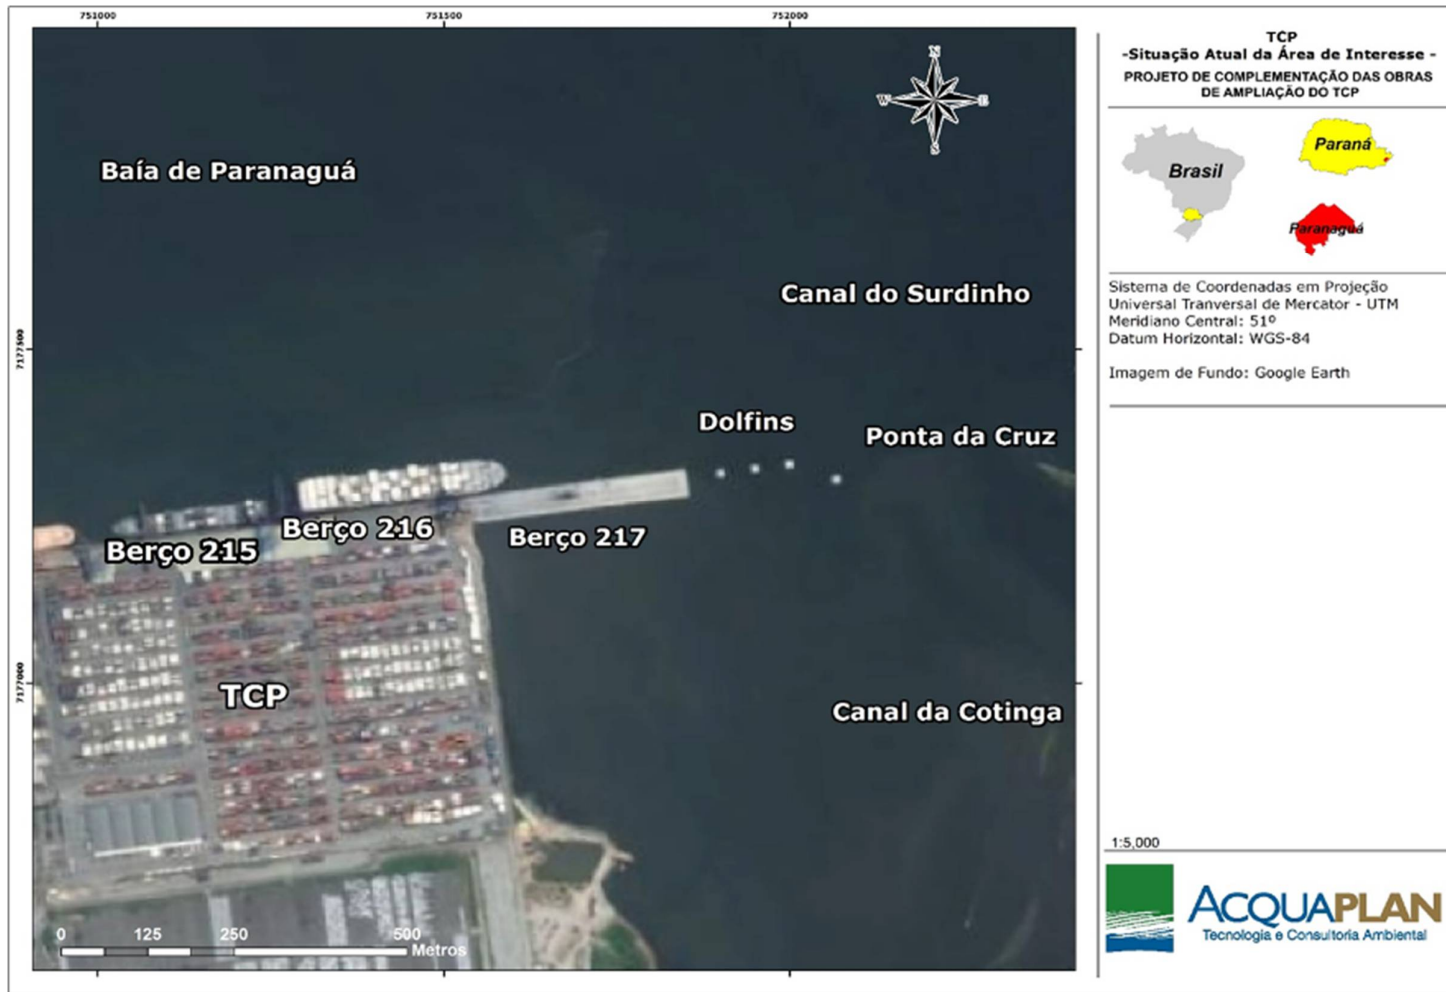 751000
751500
752000
N
W
E
S
Baía de Paranaguá
Canal do Surdinho
7177500
Dolfins
Ponta da Cruz
Berço 216
Berço 215
Berço 217
7177000
TCP
Canal da Cotinga
0
125
250
500
Metros
TCP
-Situação Atual da Área de Interesse -
PROJETO DE COMPLEMENTAÇÃO DAS OBRAS
DE AMPLIAÇÃO DO TCP
Brasil
Paraná
Paranaguá
Sistema de Coordenadas em Projeção
Universal Tranversal de Mercator - UTM
Meridiano Central: 51º
Datum Horizontal: WGS-84
Imagem de Fundo: Google Earth
1:5,000
ACQUAPLAN
Tecnologia e Consultoria Ambiental